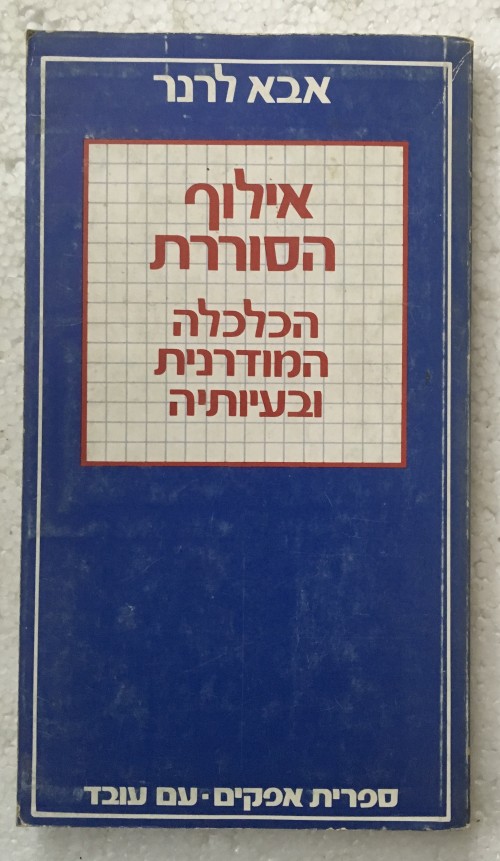 אבא לרנר
אילוף
הסוררת
הכלכלה
המודרנית
ובעיותיה
ספרית אפקים · עם עובד